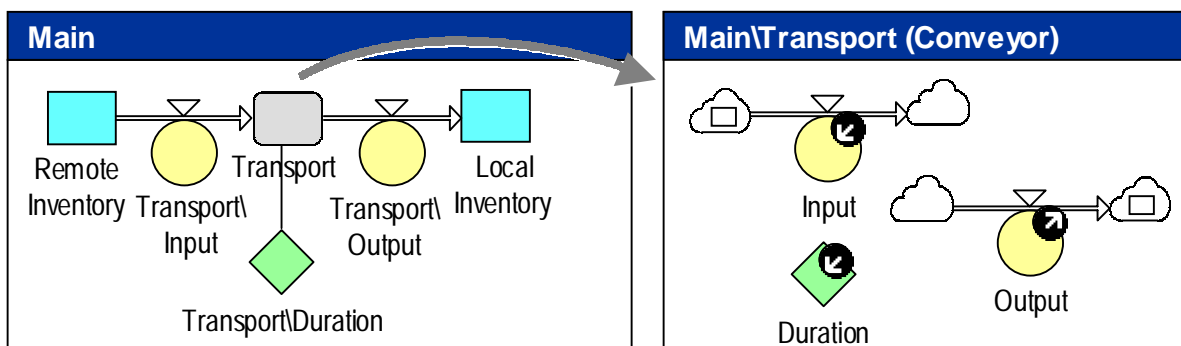 Main
Remote
Inventory
Transport\
Input
Transport
Transport\
Output
Local
Inventory
Transport\Duration
Main\Transport (Conveyor)
Input
Output
Duration